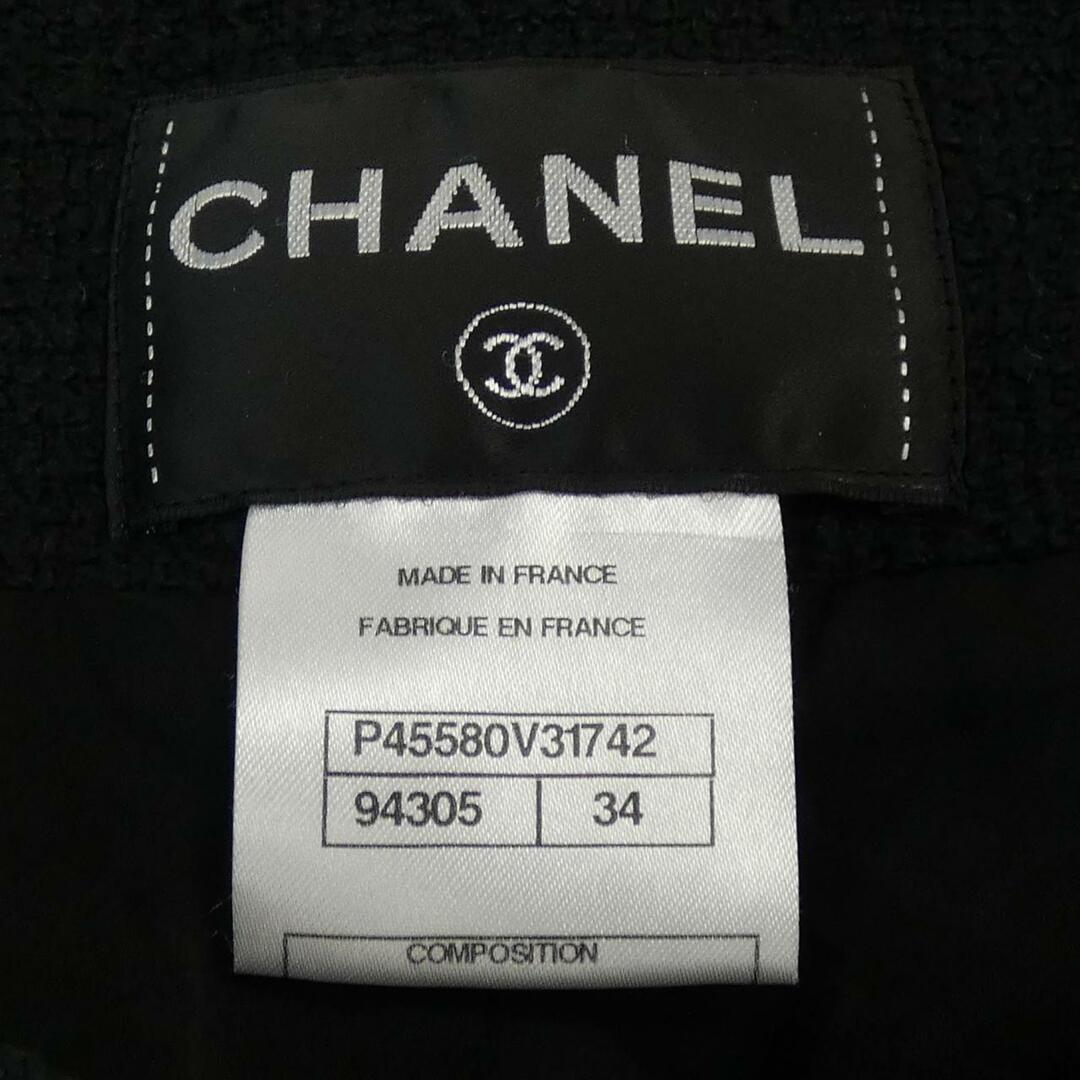 CHANEL
MADE IN FRANCE
FABRIQUE EN FRANCE
P45580V31742
94305 34
COMPOSITION